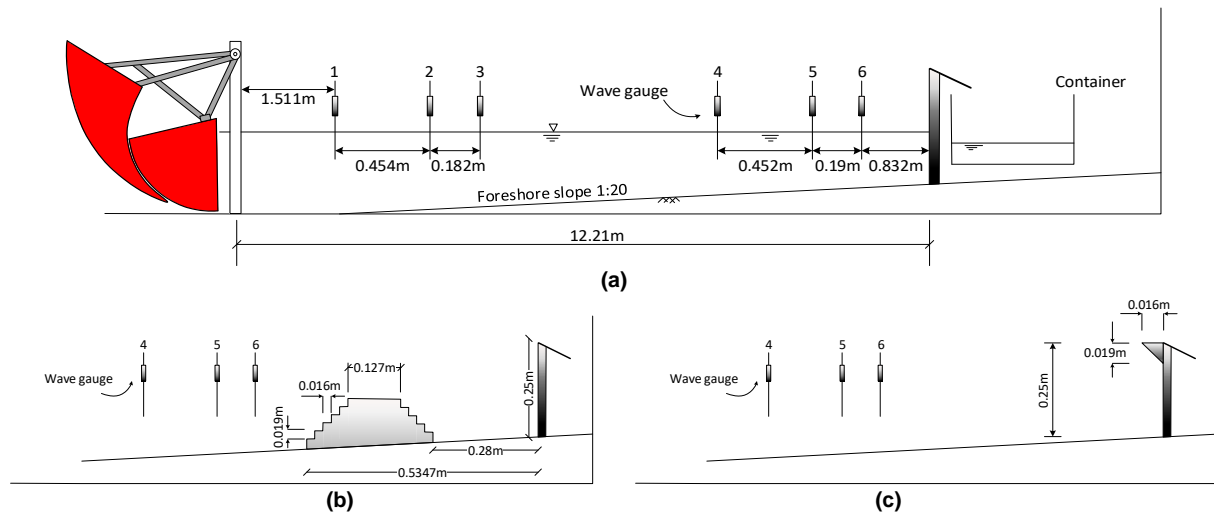 1
2
3
4
5
6
Container
Wave gauge
1.511m
0.454m
0.182m
0.452m
0.19m
0.832m
Foreshore slope 1:20
12.21m
(a)
4
5
6
Wave gauge
0.127m
0.016m
0.019m
0.25m
0.28m
0.5347m
(b)
4
5
6
Wave gauge
0.016m
0.019m
0.25m
(c)